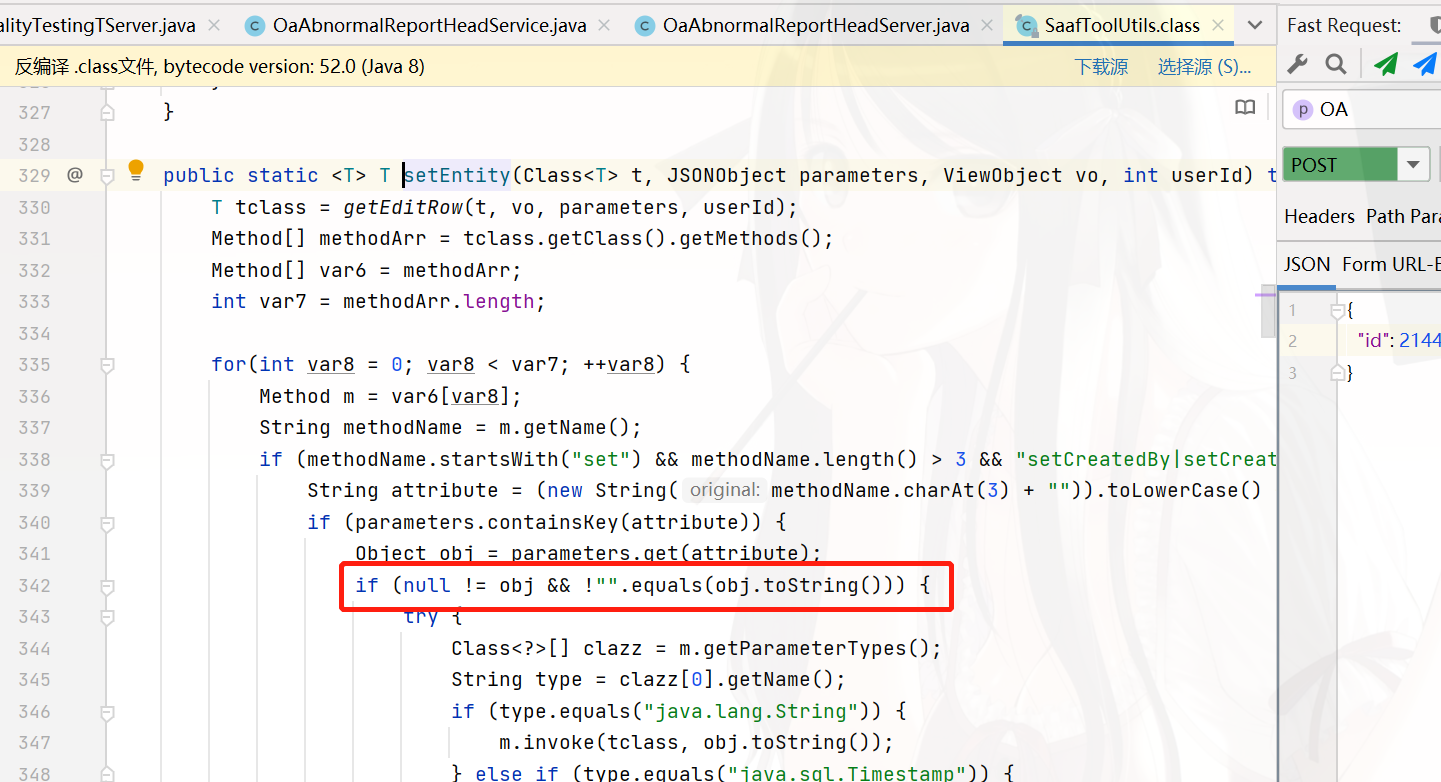 alityTestingTServer.java
OaAbnormalReportHeadService.java
OaAbnormalReportHeadServer.java
SaafToolUtils.class
Fast Request:
反编译 .class文件, bytecode version: 52.0 (Java 8)
下载源
选择源 (S)...
327 }
328
329 @ public static <T> T setEntity(Class<T> t, JSONObject parameters, ViewObject vo, int userId) t
330 T tclass = getEditRow(t, vo, parameters, userId);
331 Method[] methodArr = tclass.getClass().getMethods();
332 Method[] var6 = methodArr;
333 int var7 = methodArr.length;
334
335 for(int var8 = 0; var8 < var7; ++var8) {
336 Method m = var6[var8];
337 String methodName = m.getName();
338 if (methodName.startsWith("set") && methodName.length() > 3 && "setCreatedBy|setCreat
339 String attribute = (new String( original: methodName.charAt(3) + "")).toLowerCase()
340 if (parameters.containsKey(attribute)) {
341 Object obj = parameters.get(attribute);
342 if (null != obj && !"".equals(obj.toString())) {
343 try {
344 Class<?>[] clazz = m.getParameterTypes();
345 String type = clazz[0].getName();
346 if (type.equals("java.lang.String")) {
347 m.invoke(tclass, obj.toString());
348 } else if (type.equals("java.sql.Timestamp")) {
p OA
POST
Headers Path Para
JSON Form URL-E
1 {
2 "id": 2144
3 }